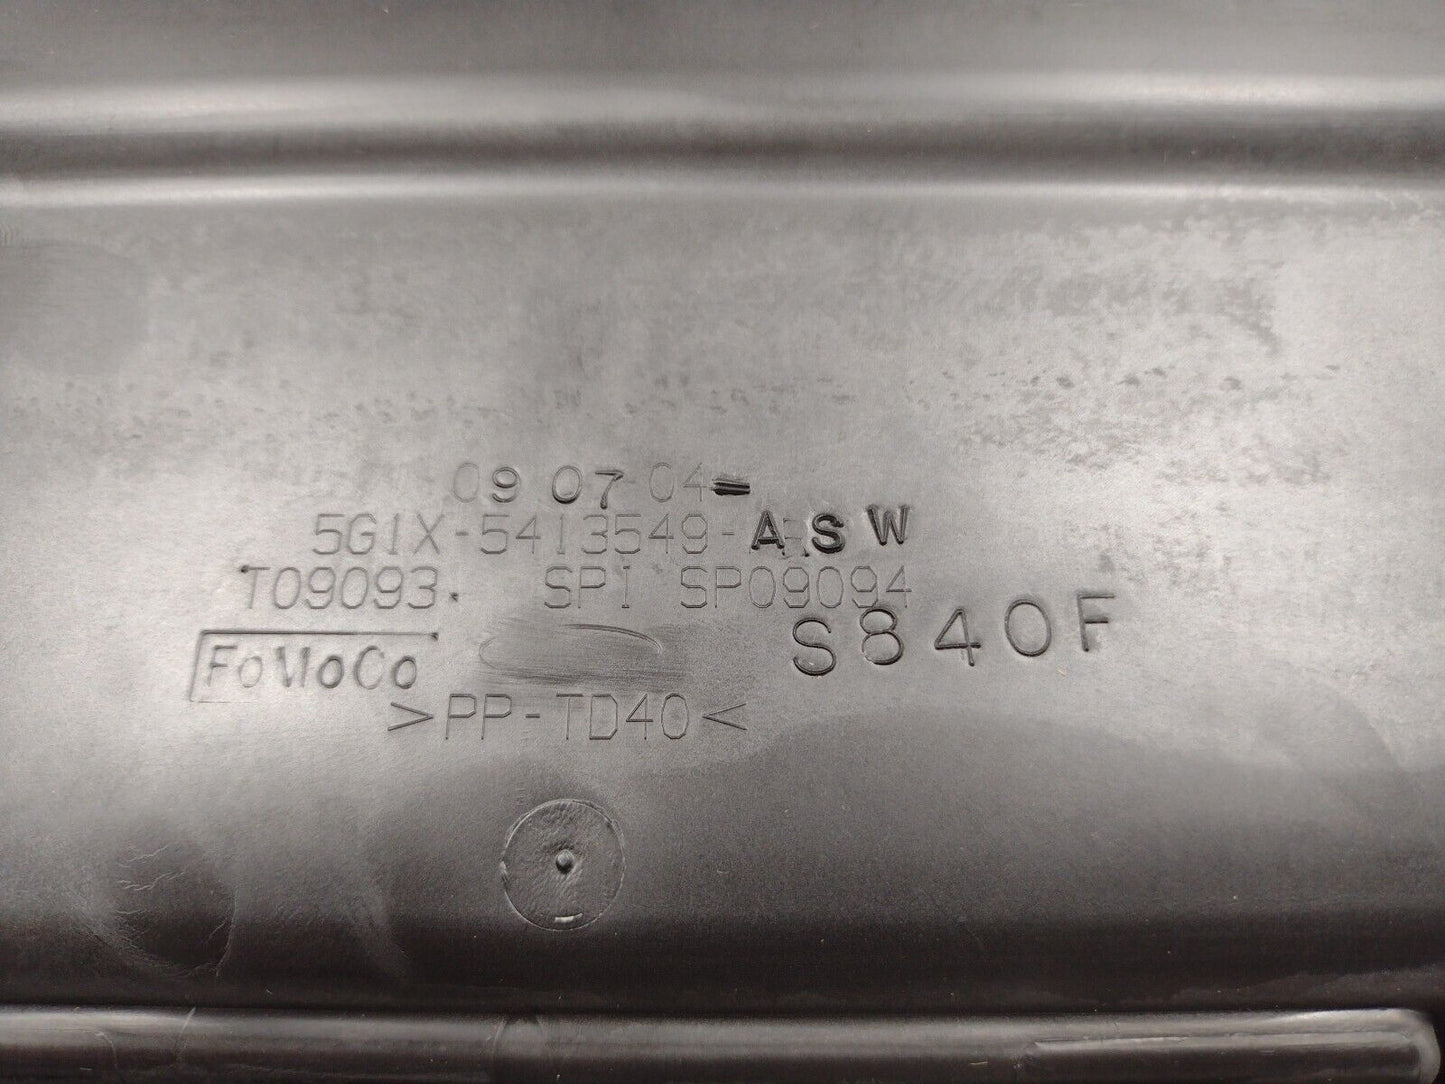 09 07 04
5G1X-5413549-ASW
T09093. SPI SP09094
S840F
FoMoCo
>PP-TD40<